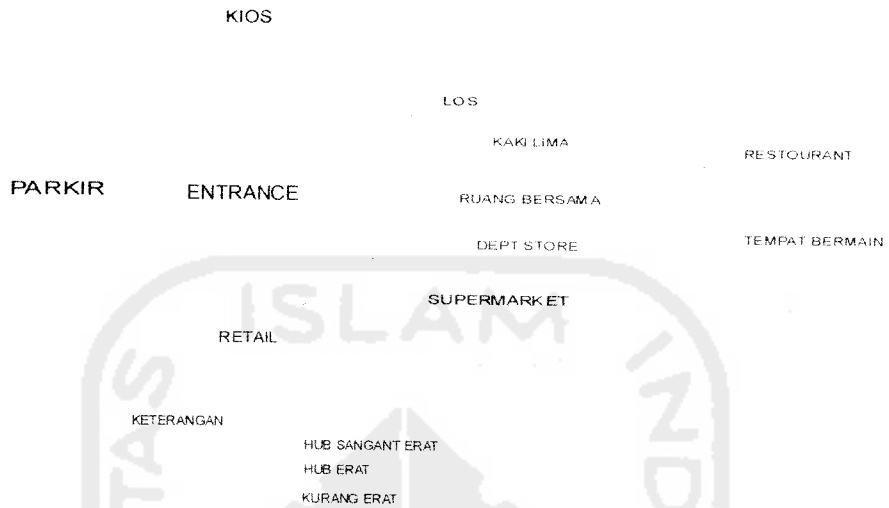 KIOS
LOS
KAKI LIMA
RESTOURANT
PARKIR
ENTRANCE
RUANG BERSAMA
DEPT STORE
TEMPAT BERMAIN
SUPERMARKET
RETAIL
KETERANGAN
HUB SANGANT ERAT
HUB ERAT
KURANG ERAT
ISLAM